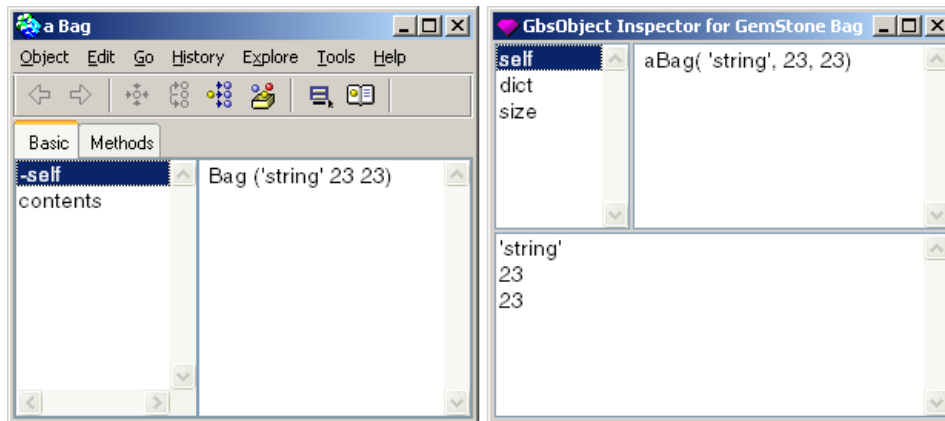 a Bag
Object Edit Go History Explore Tools Help
Basic Methods
-self
contents
Bag ('string' 23 23)
GbsObject Inspector for GemStone Bag
self
dict
size
aBag( 'string', 23, 23)
'string'
23
23